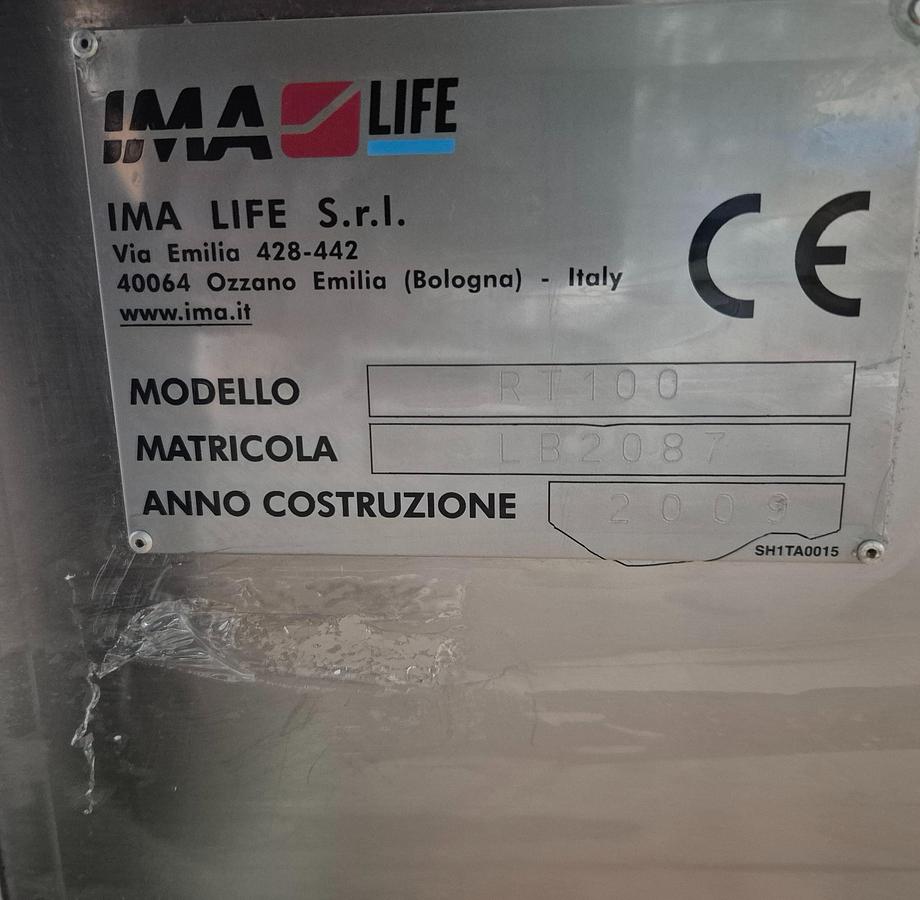 IMA LIFE
IMA LIFE S.r.l.
Via Emilia 428-442
40064 Ozzano Emilia (Bologna) - Italy
www.ima.it
CE
MODELLO RT100
MATRICOLA LB2087
ANNO COSTRUZIONE 2009
SH1TA0015